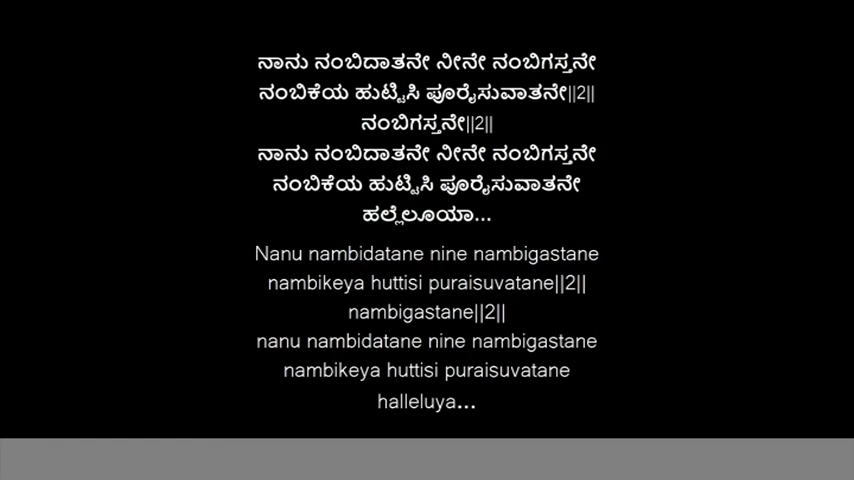 ನಾನು ನಂಬಿದಾತನೇ ನೀನೇ ನಂಬಿಗಸ್ತನೇ
ನಂಬಿಕೆಯ ಹುಟ್ಟಿಸಿ ಪೂರೈಸುವಾತನೇ||2||
ನಂಬಿಗಸ್ತನೇ||2||
ನಾನು ನಂಬಿದಾತನೇ ನೀನೇ ನಂಬಿಗಸ್ತನೇ
ನಂಬಿಕೆಯ ಹುಟ್ಟಿಸಿ ಪೂರೈಸುವಾತನೇ
ಹಲ್ಲೆಲೂಯಾ...
Nanu nambidatane nine nambigastane
nambikeya huttisi puraisuvatane||2||
nambigastane||2||
nanu nambidatane nine nambigastane
nambikeya huttisi puraisuvatane
halleluya...